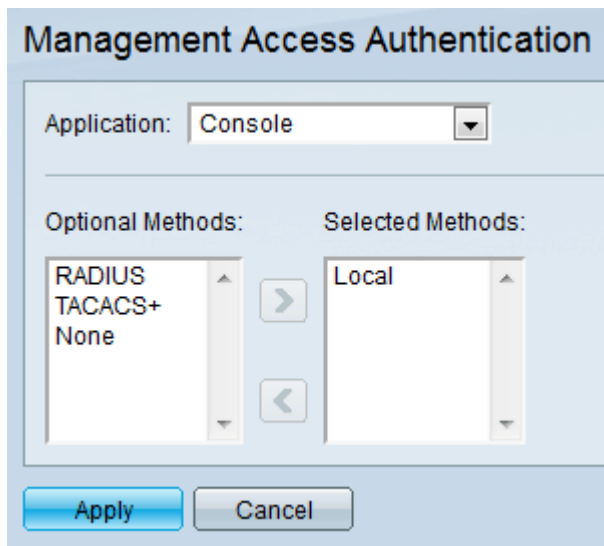 Management Access Authentication
Application: Console
Optional Methods: Selected Methods:
RADIUS Local
TACACS+
None
Apply Cancel